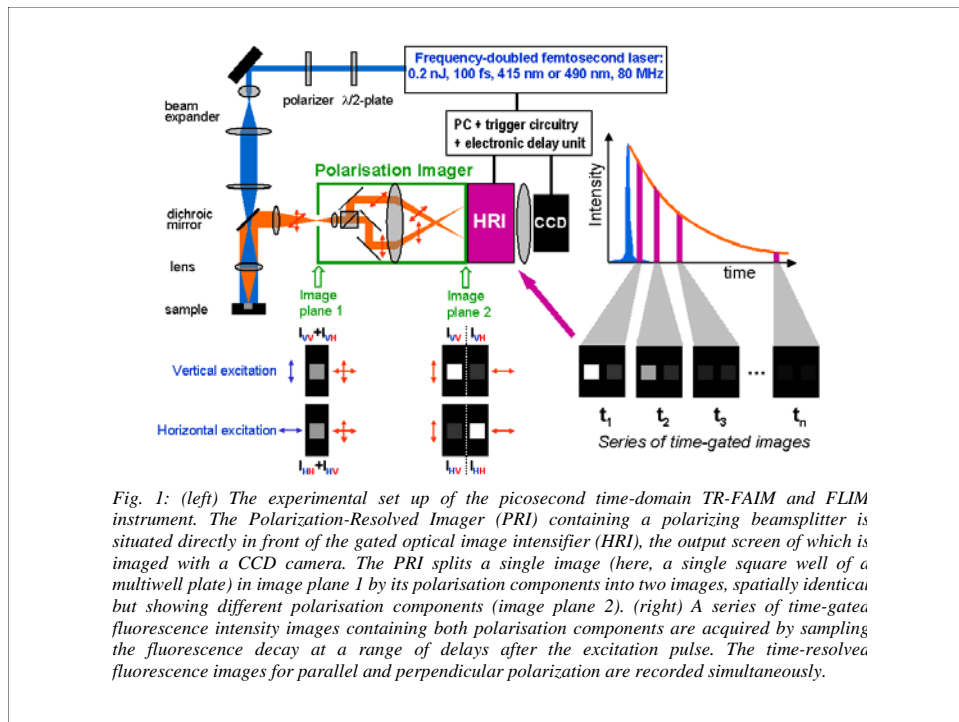 Frequency-doubled femtosecond laser:
0.2 nJ, 100 fs, 415 nm or 490 nm, 80 MHz
polarizer
λ/2-plate
beam
expander
PC + trigger circuitry
+ electronic delay unit
Polarisation Imager
HRI
CCD
Intensity
time
dichroic
mirror
lens
sample
Image
plane 1
Image
plane 2
I_VV+I_VH
I_VV I_VH
Vertical excitation
Horizontal excitation
I_HH+I_HV
I_HV I_HH
...
t1 t2 t3 tn
Series of time-gated images
Fig. 1: (left) The experimental set up of the picosecond time-domain TR-FAIM and FLIM
instrument. The Polarization-Resolved Imager (PRI) containing a polarizing beamsplitter is
situated directly in front of the gated optical image intensifier (HRI), the output screen of which is
imaged with a CCD camera. The PRI splits a single image (here, a single square well of a
multiwell plate) in image plane 1 by its polarisation components into two images, spatially identical
but showing different polarisation components (image plane 2). (right) A series of time-gated
fluorescence intensity images containing both polarisation components are acquired by sampling
the fluorescence decay at a range of delays after the excitation pulse. The time-resolved
fluorescence images for parallel and perpendicular polarization are recorded simultaneously.